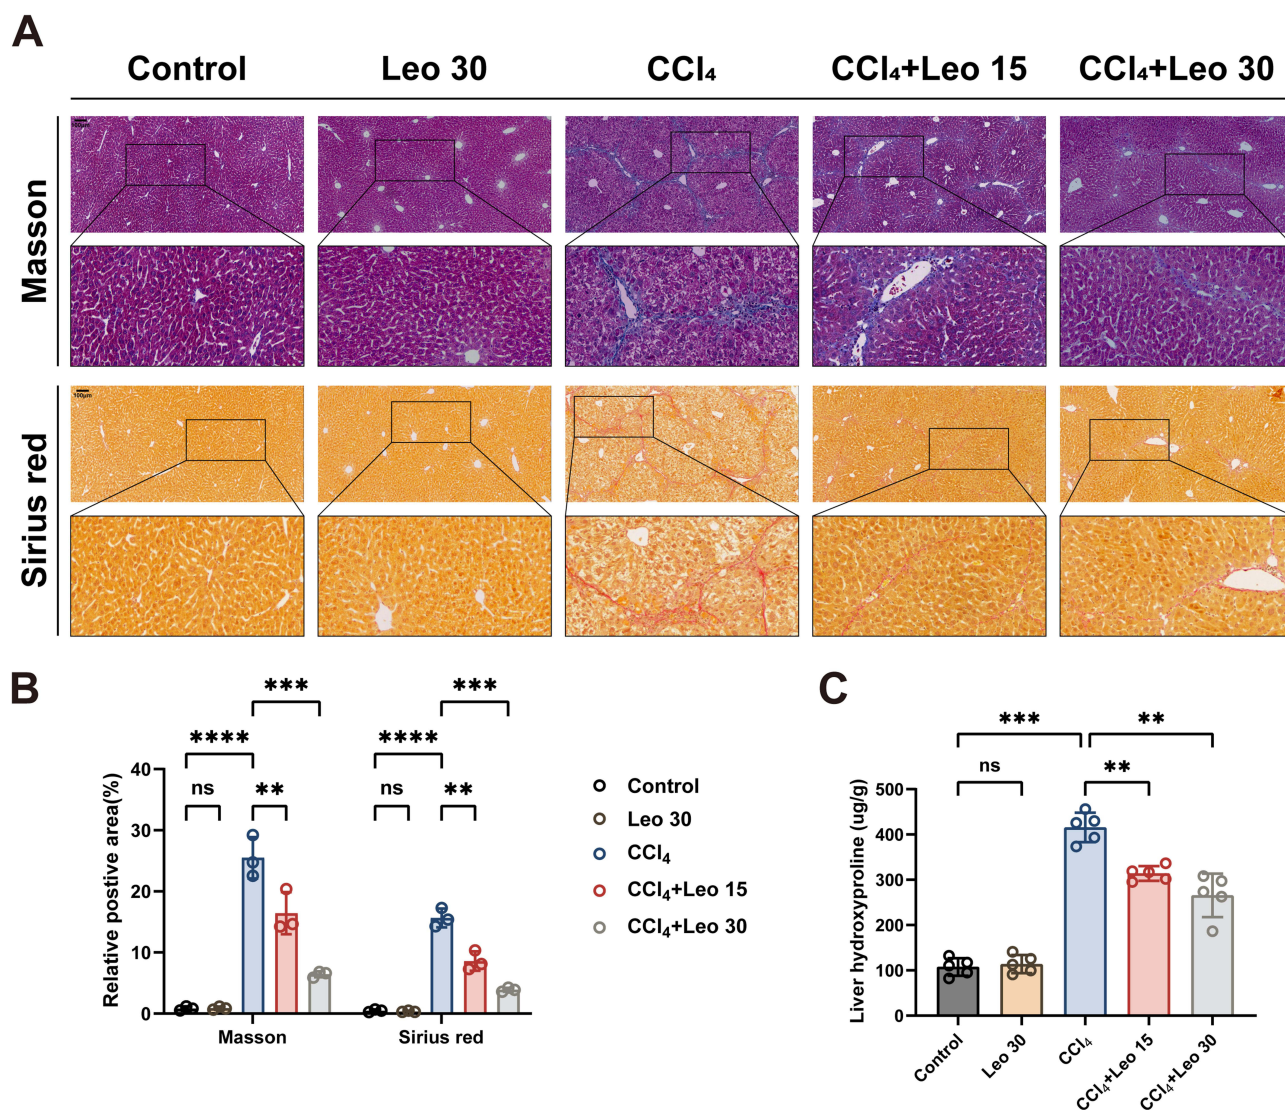 A
Control Leo 30 CCl₄ CCl₄+Leo 15 CCl₄+Leo 30
Masson
100μm
Sirius red
100μm
B
Relative postive area(%)
40
30
20
10
0
ns
****
**
***
ns
****
**
***
Masson Sirius red
Control
Leo 30
CCl₄
CCl₄+Leo 15
CCl₄+Leo 30
C
Liver hydroxyproline (ug/g)
500
400
300
200
100
0
ns
***
**
**
Control Leo 30 CCl₄ CCl₄+Leo 15 CCl₄+Leo 30